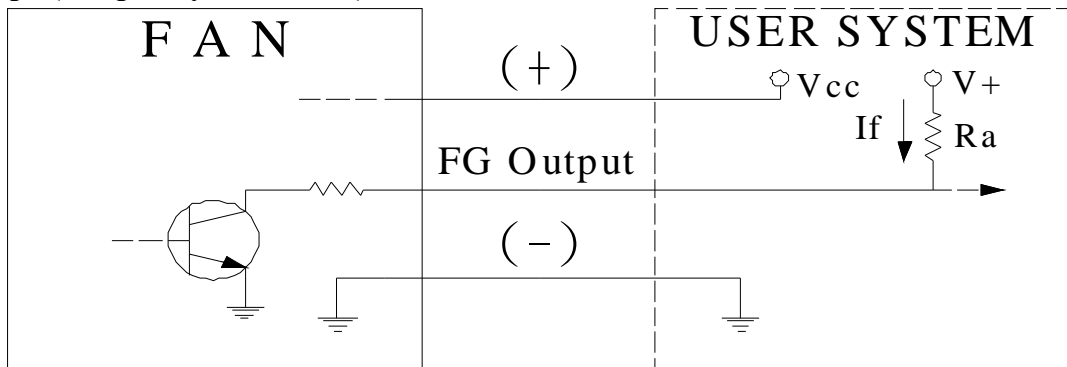 FAN
USER SYSTEM
(+)
Vcc
V+
If
Ra
FG Output
(-)